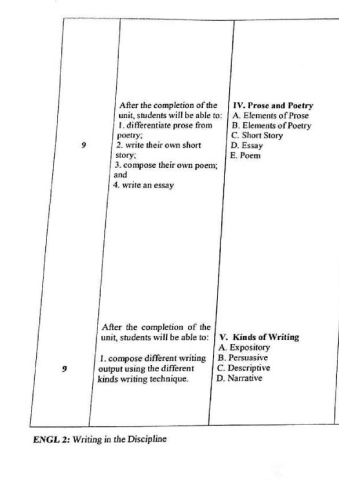 After the completion of the
unit, students will be able to:
1. differentiate prose from
poetry;
9
2. write their own short
story;
3. compose their own poem;
and
4. write an essay
IV. Prose and Poetry
A. Elements of Prose
B. Elements of Poetry
C. Short Story
D. Essay
E. Poem
After the completion of the
unit, students will be able to:
1. compose different writing
9
output using the different
kinds writing technique.
V. Kinds of Writing
A. Expository
B. Persuasive
C. Descriptive
D. Narrative
ENGL 2: Writing in the Discipline